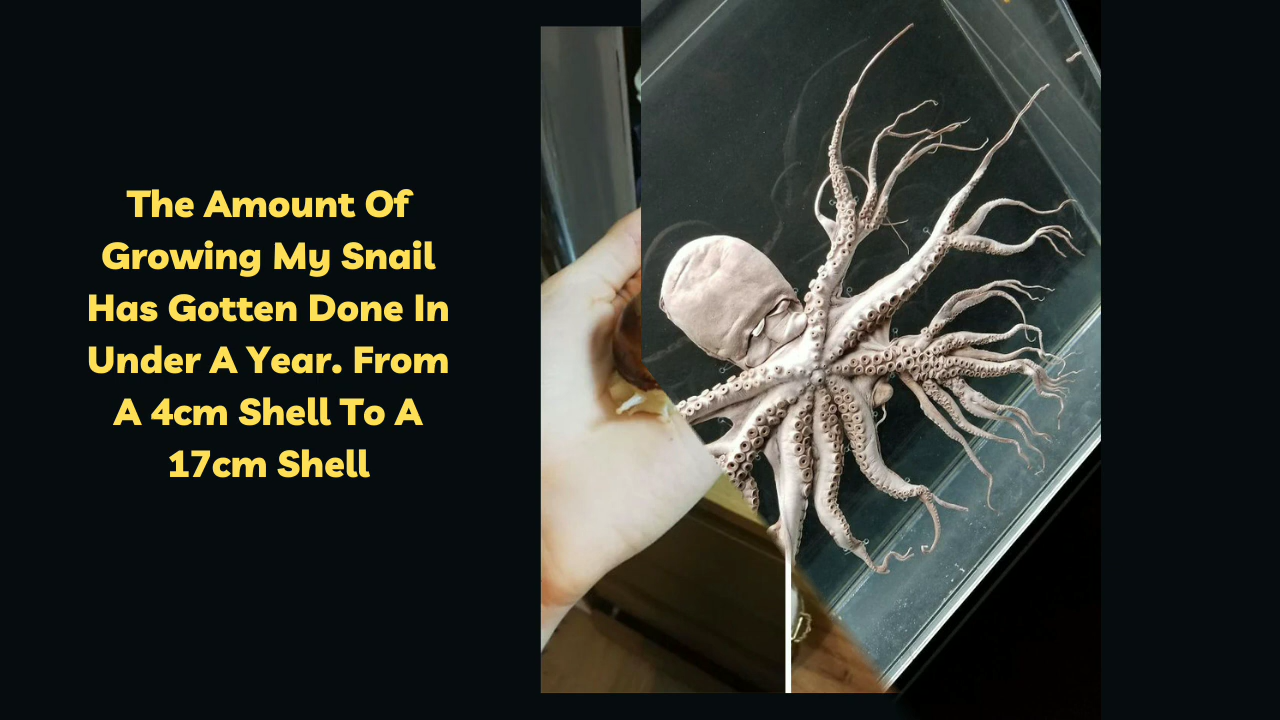 The Amount Of
Growing My Snail
Has Gotten Done In
Under A Year. From
A 4cm Shell To A
17cm Shell